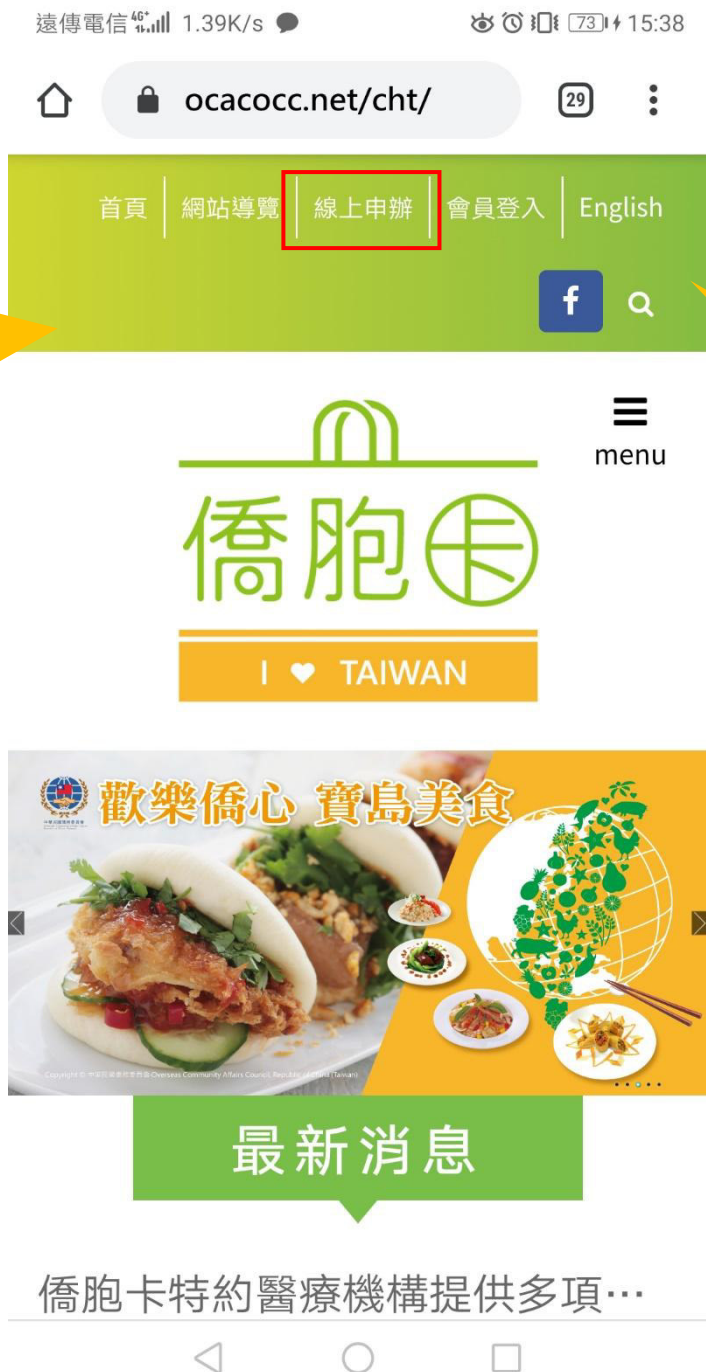 遠傳電信 4G+ 1.39K/s 73 15:38
ocacocc.net/cht/ 29
首頁 網站導覽 線上申辦 會員登入 English
f
menu
僑胞卡
I TAIWAN
歡樂僑心 寶島美食
最新消息
僑胞卡特約醫療機構提供多項…